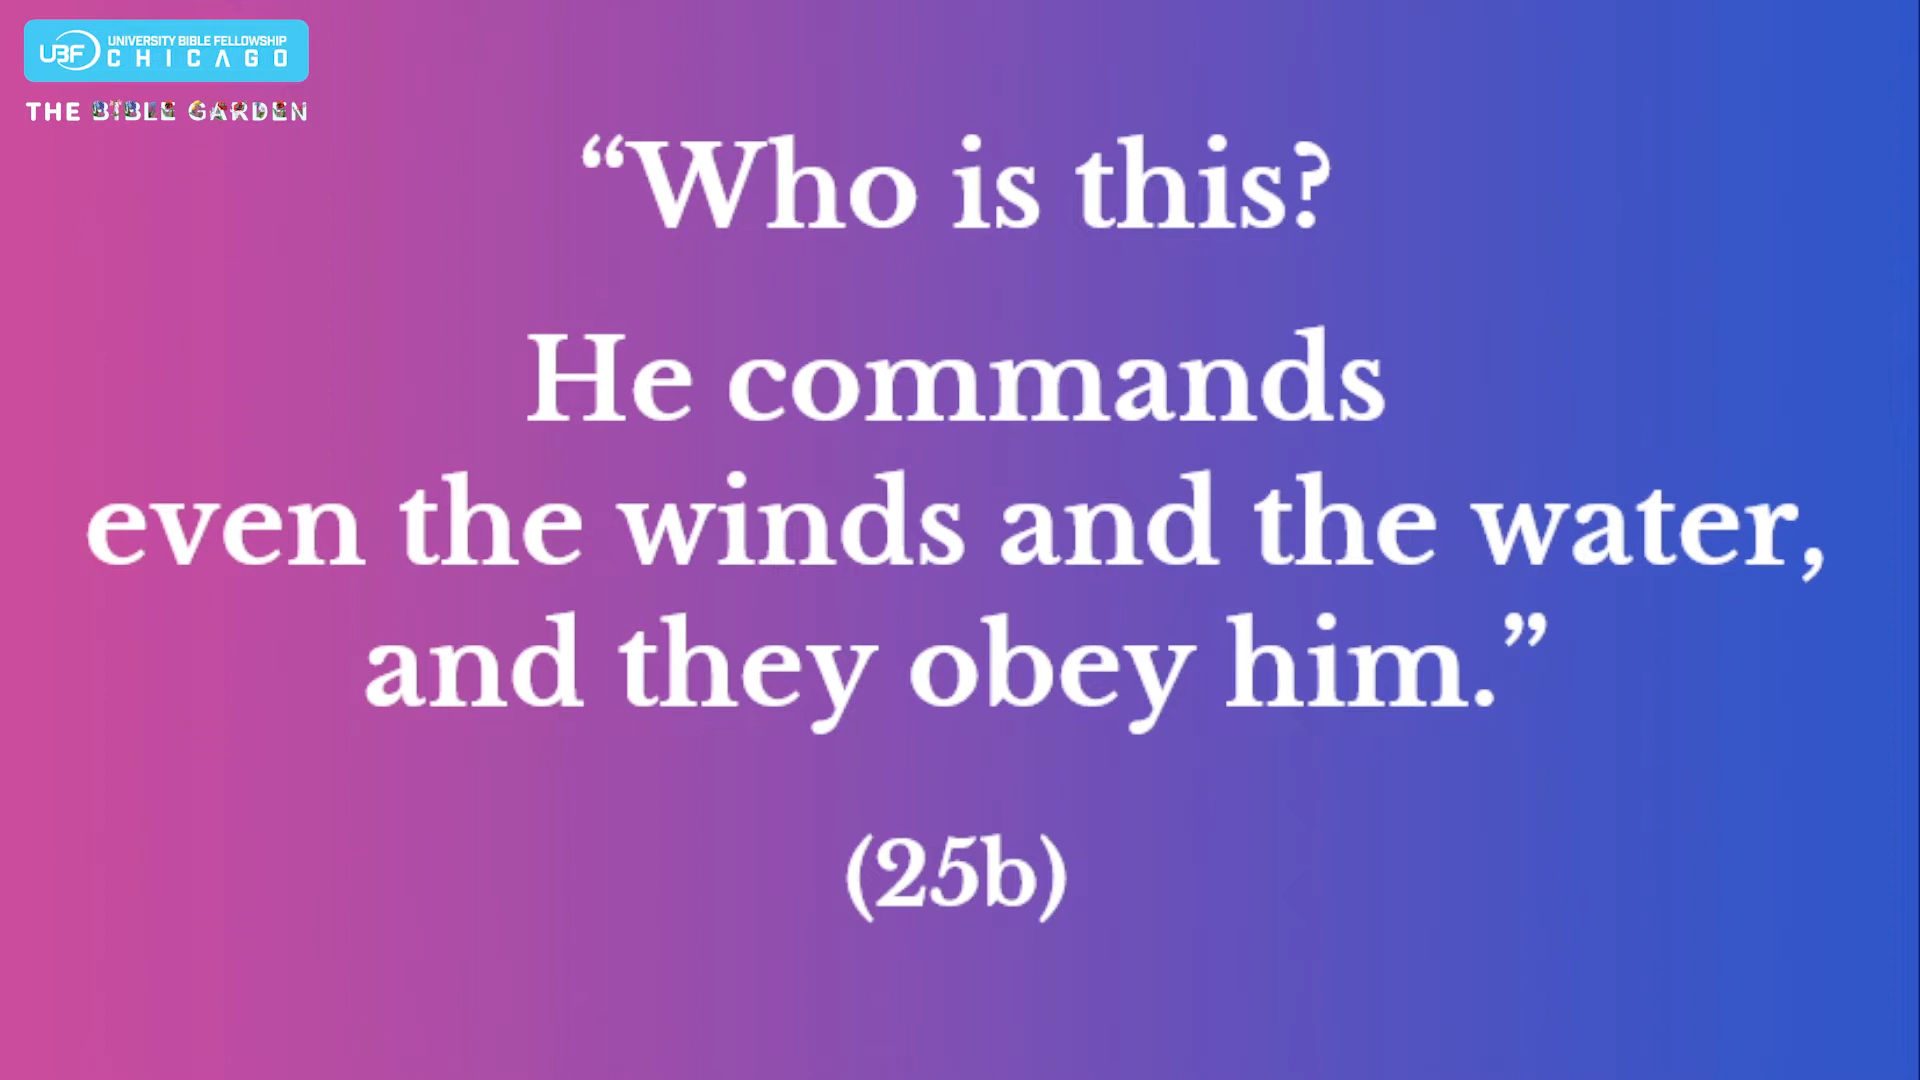 UBF UNIVERSITY BIBLE FELLOWSHIP
CHICAGO
THE BIBLE GARDEN
“Who is this?
He commands
even the winds and the water,
and they obey him.”
(25b)